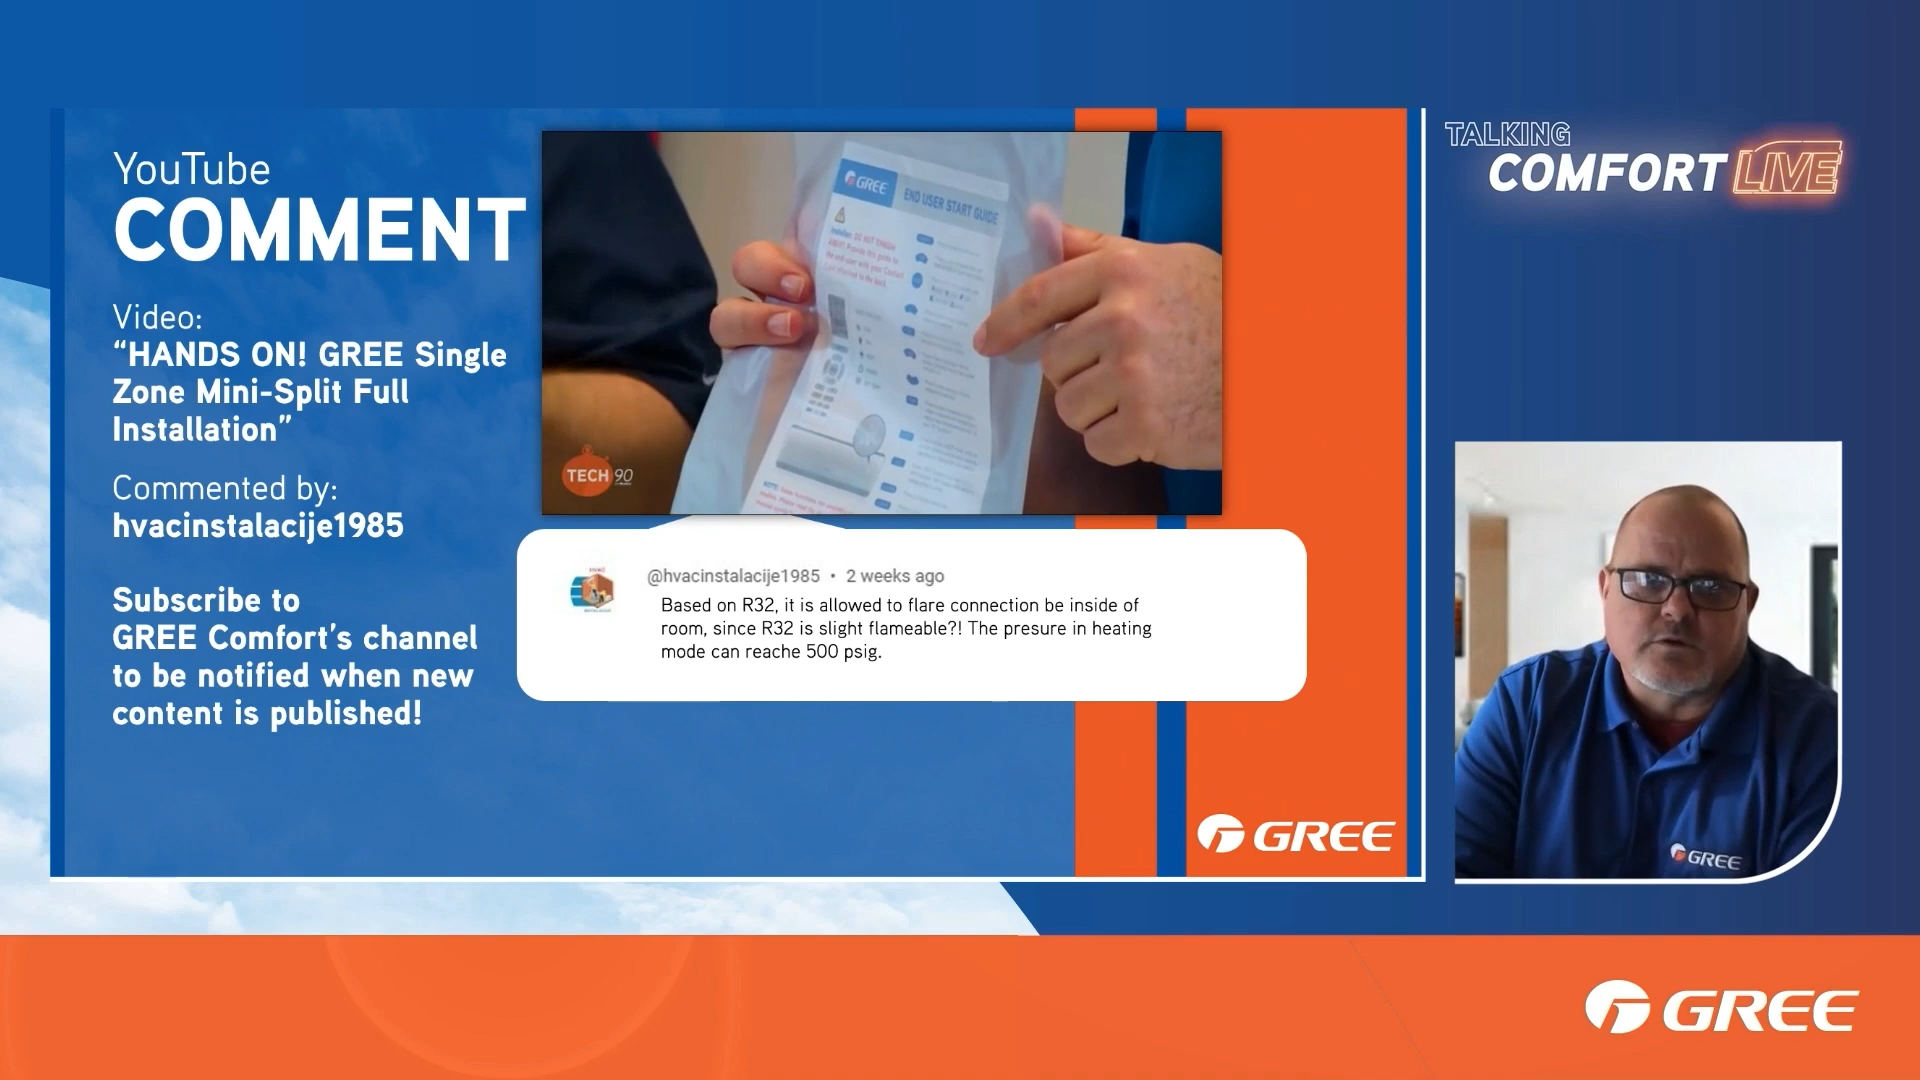 YouTube
COMMENT
Video:
“HANDS ON! GREE Single
Zone Mini-Split Full
Installation”
Commented by:
hvacinstalacije1985
Subscribe to
GREE Comfort’s channel
to be notified when new
content is published!
GREE
END USER START GUIDE
TECH 90
@hvacinstalacije1985 • 2 weeks ago
Based on R32, it is allowed to flare connection be inside of
room, since R32 is slight flameable?! The presure in heating
mode can reache 500 psig.
GREE
TALKING
COMFORT LIVE
GREE
GREE